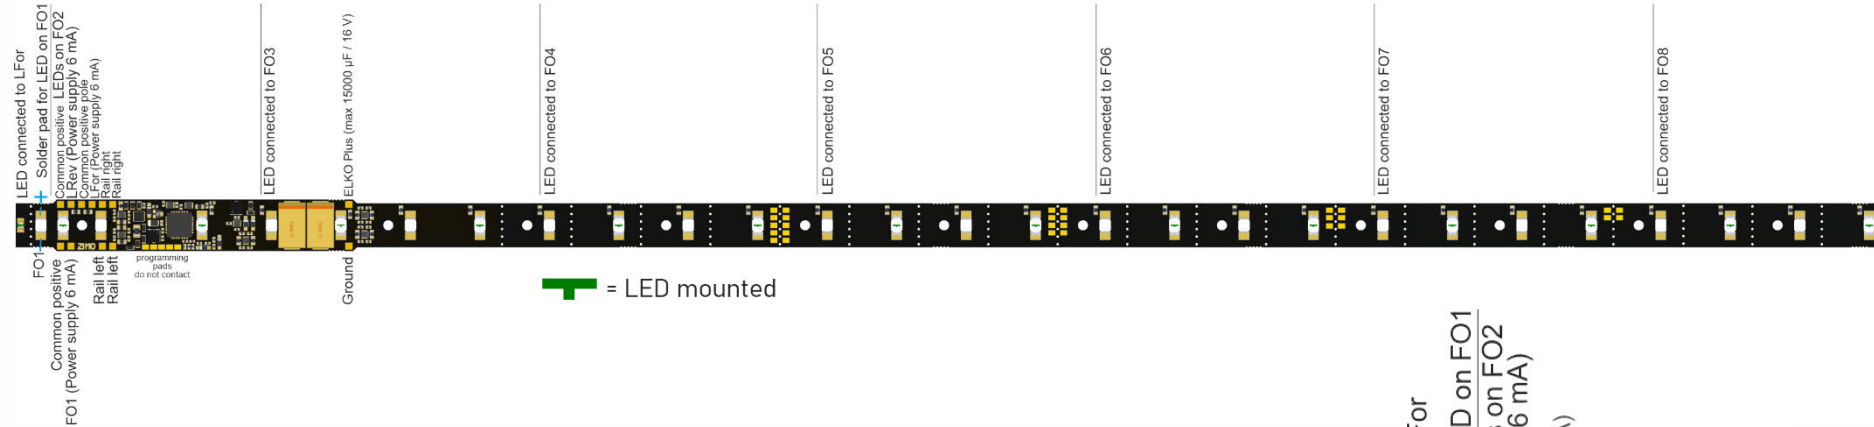 LED connected to LFor
Solder pad for LED on FO1
Common positive LEDs on FO2
LRev (Power supply 6 mA)
Common positive pole
LFor (Power supply 6 mA)
Rail right
Rail right
LED connected to FO3
ELKO Plus (max 15000 µF / 16 V)
LED connected to FO4
LED connected to FO5
LED connected to FO6
LED connected to FO7
LED connected to FO8
ZIMO
FO1
Common positive
FO1 (Power supply 6 mA)
Rail left
Rail left
programming
pads
do not contact
Ground
= LED mounted
For
D on FO1
on FO2
6 mA)